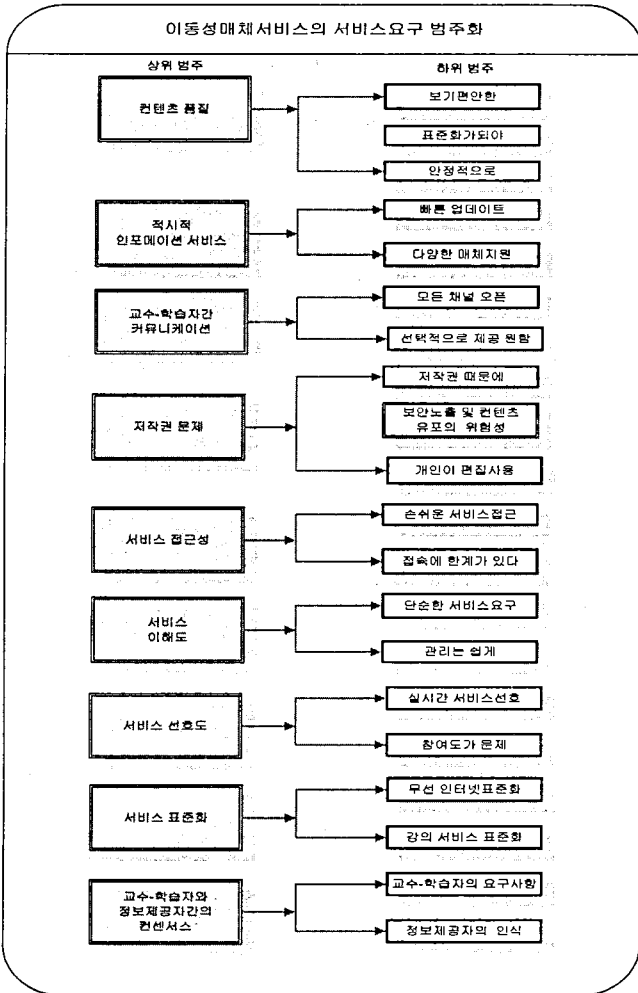 이동성매체서비스의 서비스요구 범주화
상위 범주
하위 범주
컨텐츠 품질
보기편안한
표준화가되야
안정적으로
적시적
인포메이션 서비스
빠른 업데이트
다양한 매체지원
교수-학습자간
커뮤니케이션
모든 채널 오픈
선택적으로 제공 원함
저작권 문제
저작권 때문에
보안노출 및 컨텐츠
유포의 위험성
개인이 편집사용
서비스 접근성
손쉬운 서비스접근
접속에 한계가 있다
서비스
이해도
단순한 서비스요구
관리는 쉽게
서비스 선호도
실시간 서비스선호
참여도가 문제
서비스 표준화
무선 인터넷표준화
강의 서비스 표준화
교수-학습자와
정보제공자간의
컨센서스
교수-학습자의 요구사항
정보제공자의 인식